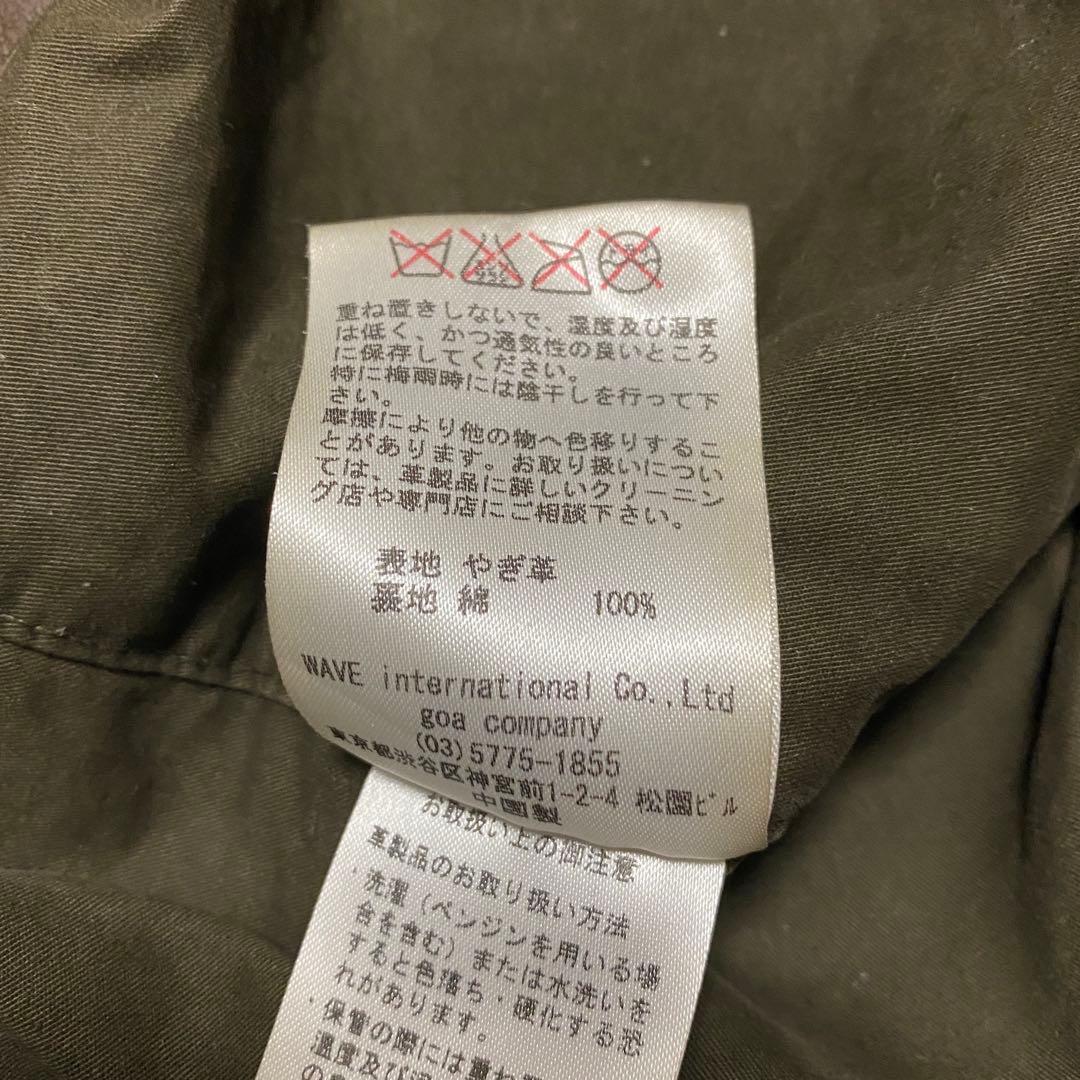 重ね置きしないで、湿度及び温度
は低く、かつ通気性の良いところ
に保存してください。
特に梅雨時には陰干しを行って下
さい。
摩擦により他の物へ色移りするこ
とがあります。お取り扱いについ
ては、革製品に詳しいクリーニン
グ店や専門店にご相談下さい。
表地 やぎ革
裏地 綿 100%
WAVE international Co.,Ltd
goa company
(03)5775-1855
東京都渋谷区神宮前1-2-4 松園ビル
中国製
お取扱い上の御注意
革製品のお取り扱い方法
・洗濯(ベンジンを用いる場
合を含む)または水洗いを
すると色落ち・硬化する恐
れがあります。
・保管の際には重ね
温度及び